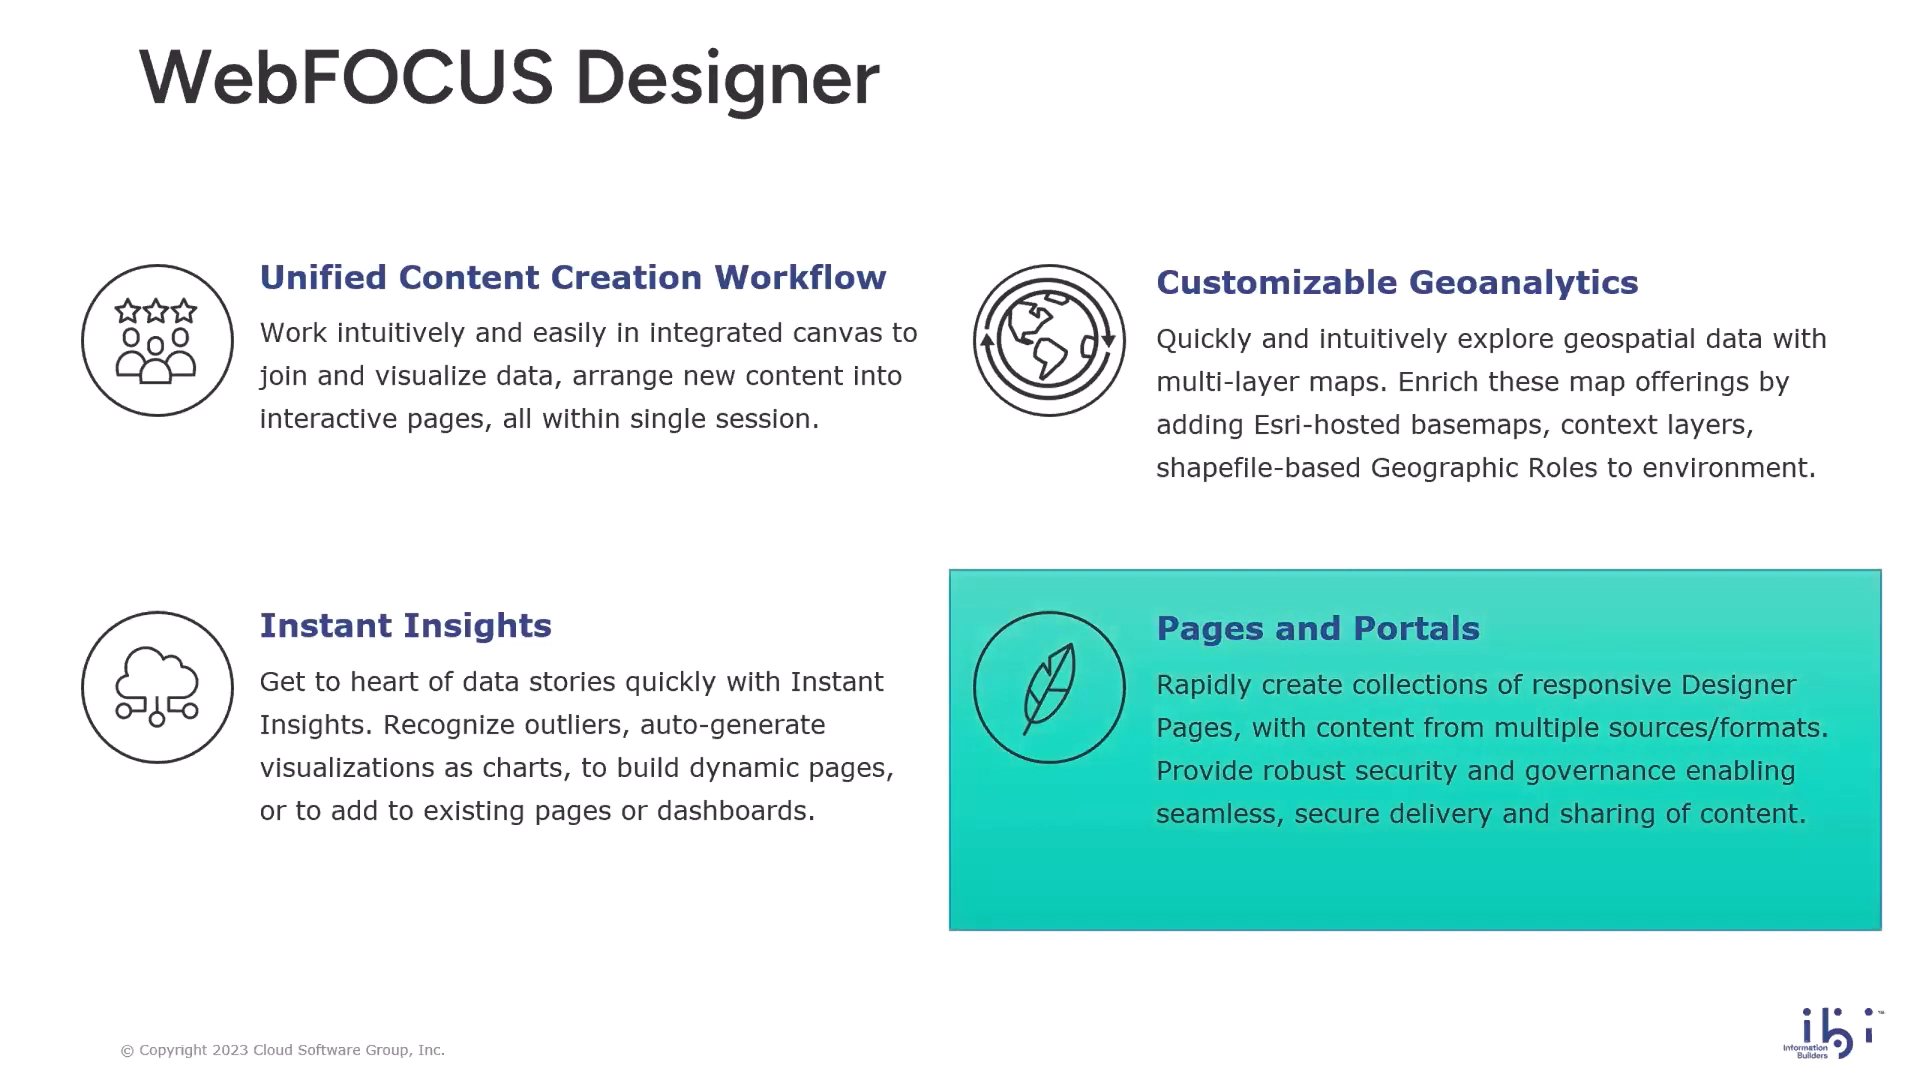 WebFOCUS Designer
Unified Content Creation Workflow
Work intuitively and easily in integrated canvas to
join and visualize data, arrange new content into
interactive pages, all within single session.
Customizable Geoanalytics
Quickly and intuitively explore geospatial data with
multi-layer maps. Enrich these map offerings by
adding Esri-hosted basemaps, context layers,
shapefile-based Geographic Roles to environment.
Instant Insights
Get to heart of data stories quickly with Instant
Insights. Recognize outliers, auto-generate
visualizations as charts, to build dynamic pages,
or to add to existing pages or dashboards.
Pages and Portals
Rapidly create collections of responsive Designer
Pages, with content from multiple sources/formats.
Provide robust security and governance enabling
seamless, secure delivery and sharing of content.
© Copyright 2023 Cloud Software Group, Inc.
ibi™
Information
Builders